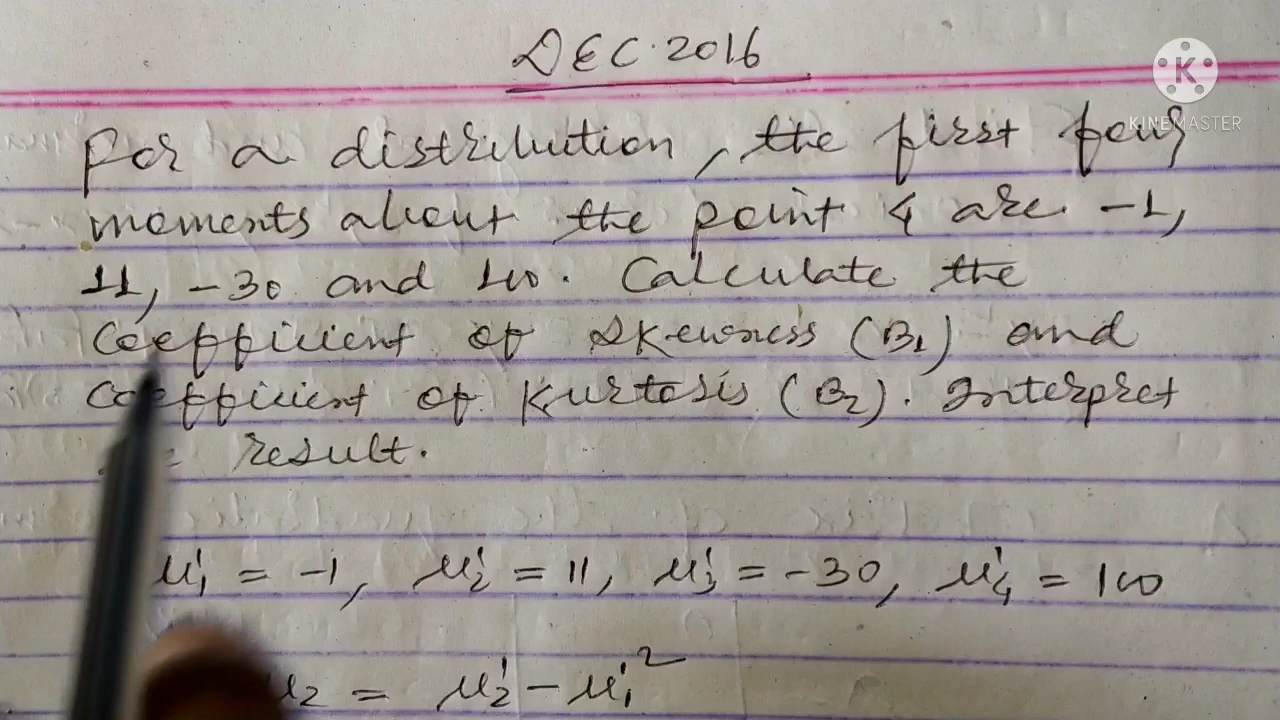 DEC. 2016
K
KINEMASTER
For a distribution, the first four
moments about the point 4 are -1,
11, -30 and 100. Calculate the
Coefficient of Skewness (B1) and
Coefficient of Kurtosis (B2). Interpret
result.
μ'1 = -1, μ'2 = 11, μ'3 = -30, μ'4 = 100
μ2 = μ'2 - μ'1²